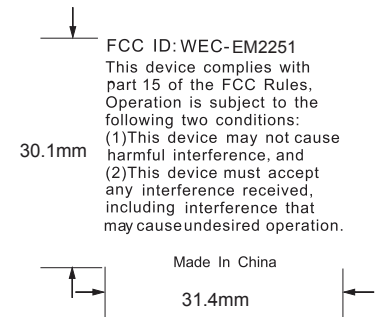 FCC ID: WEC-EM2251
This device complies with
part 15 of the FCC Rules,
Operation is subject to the
following two conditions:
(1)This device may not cause
30.1mm
harmful interference, and
(2)This device must accept
any interference received,
including interference that
may cause undesired operation.
Made In China
31.4mm